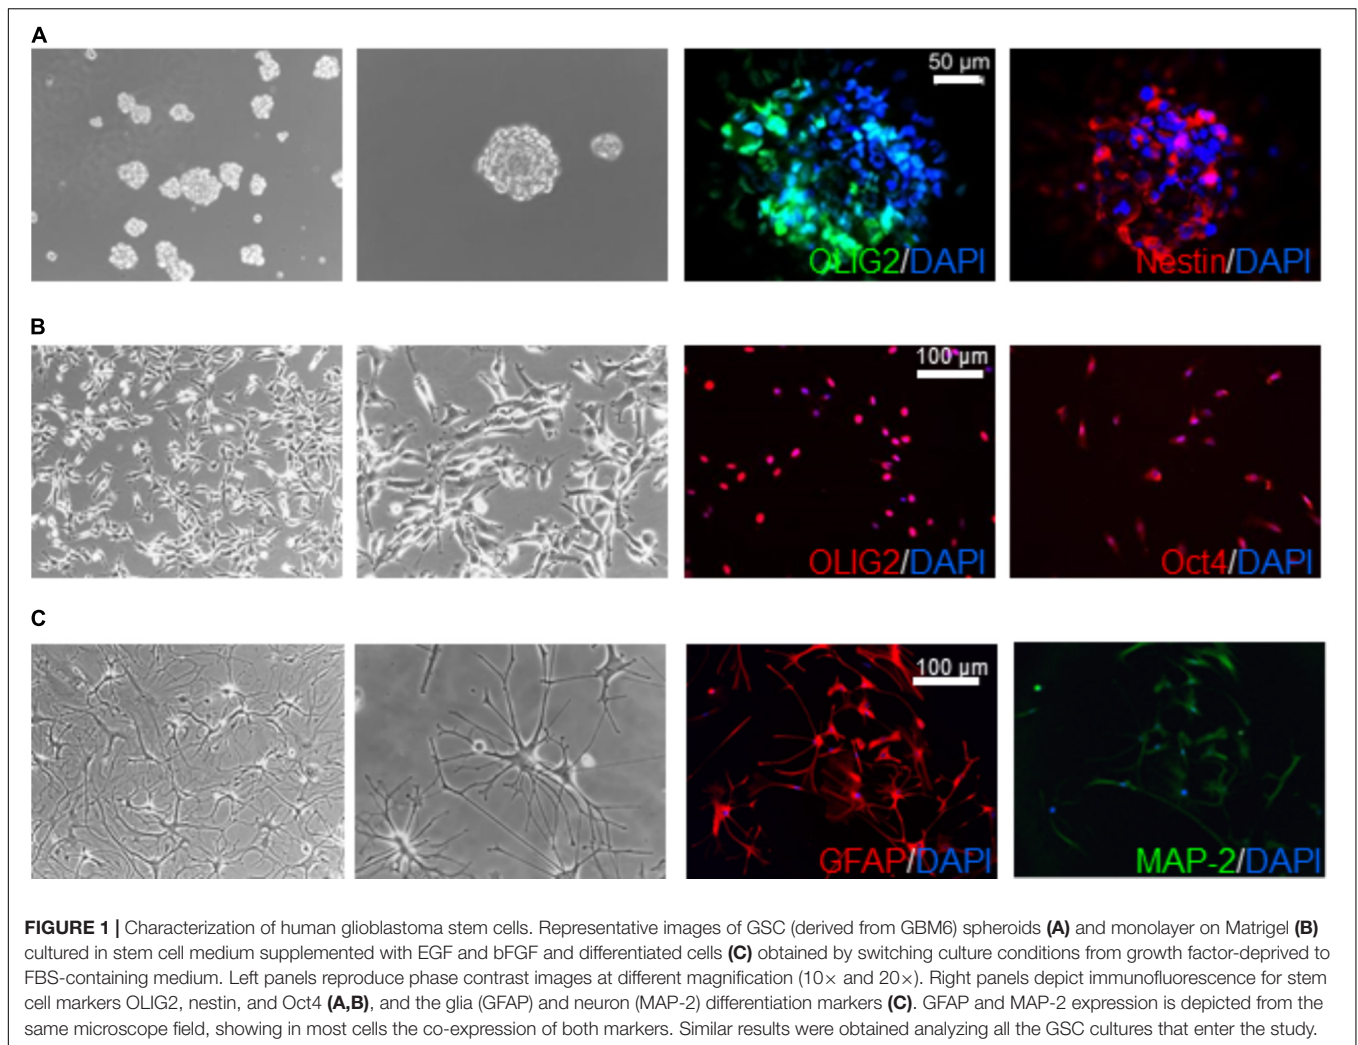 A
50 µm
OLIG2/DAPI
Nestin/DAPI
B
100 µm
OLIG2/DAPI
Oct4/DAPI
C
100 µm
GFAP/DAPI
MAP-2/DAPI
FIGURE 1 | Characterization of human glioblastoma stem cells. Representative images of GSC (derived from GBM6) spheroids (A) and monolayer on Matrigel (B)
cultured in stem cell medium supplemented with EGF and bFGF and differentiated cells (C) obtained by switching culture conditions from growth factor-deprived to
FBS-containing medium. Left panels reproduce phase contrast images at different magnification (10× and 20×). Right panels depict immunofluorescence for stem
cell markers OLIG2, nestin, and Oct4 (A,B), and the glia (GFAP) and neuron (MAP-2) differentiation markers (C). GFAP and MAP-2 expression is depicted from the
same microscope field, showing in most cells the co-expression of both markers. Similar results were obtained analyzing all the GSC cultures that enter the study.